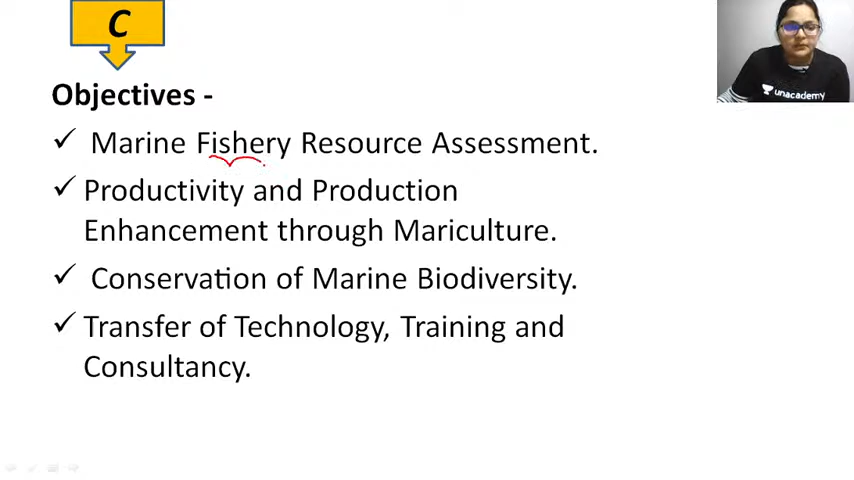 C
unacademy
Objectives -
✓ Marine Fishery Resource Assessment.
✓ Productivity and Production
Enhancement through Mariculture.
✓ Conservation of Marine Biodiversity.
✓ Transfer of Technology, Training and
Consultancy.